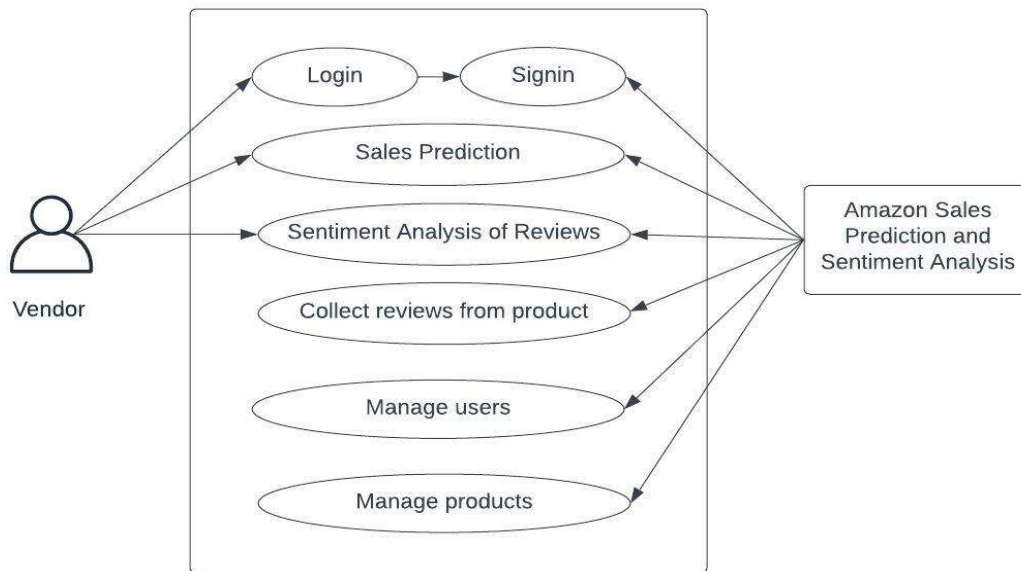 Login
Signin
Sales Prediction
Sentiment Analysis of Reviews
Collect reviews from product
Manage users
Manage products
Vendor
Amazon Sales
Prediction and
Sentiment Analysis